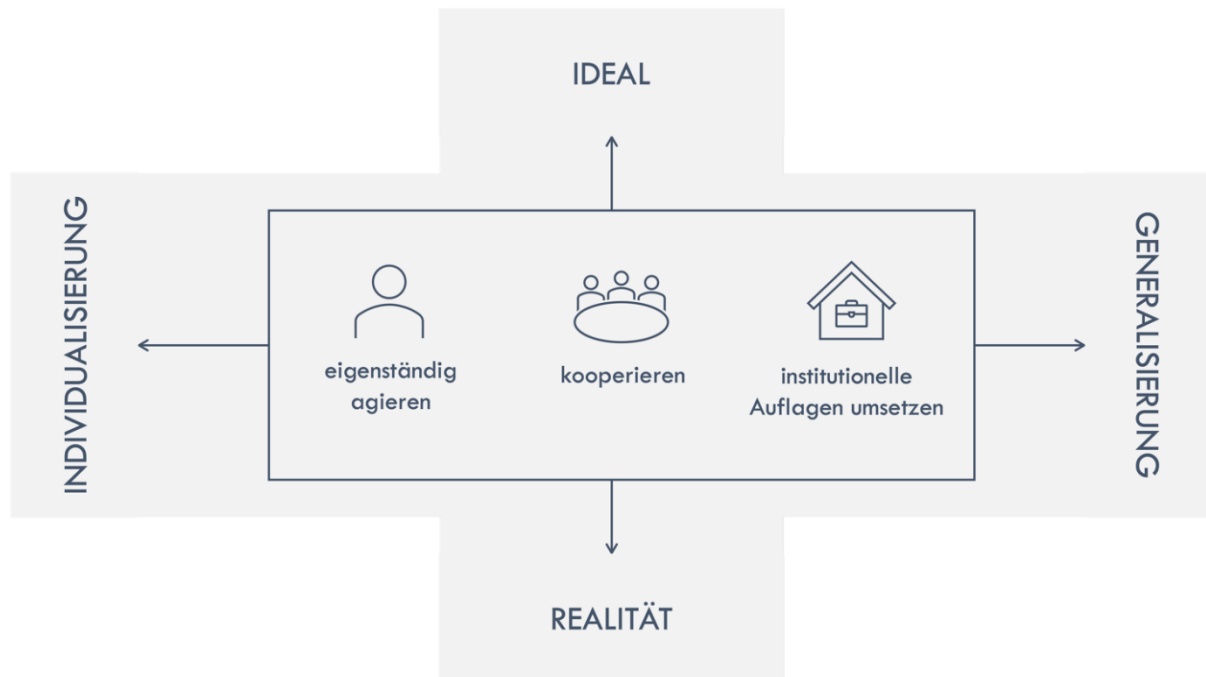 IDEAL
INDIVIDUALISIERUNG
eigenständig
agieren
kooperieren
institutionelle
Auflagen umsetzen
GENERALISIERUNG
REALITÄT